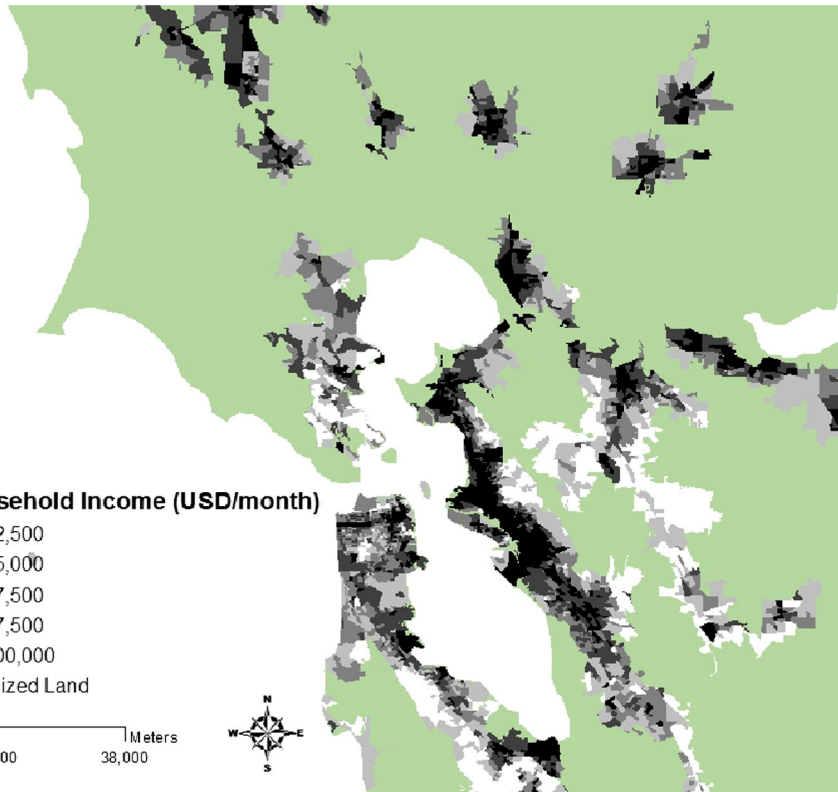 sehold Income (USD/month)
2,500
5,000
7,500
7,500
00,000
ized Land
Meters
00 38,000
N
W E
S